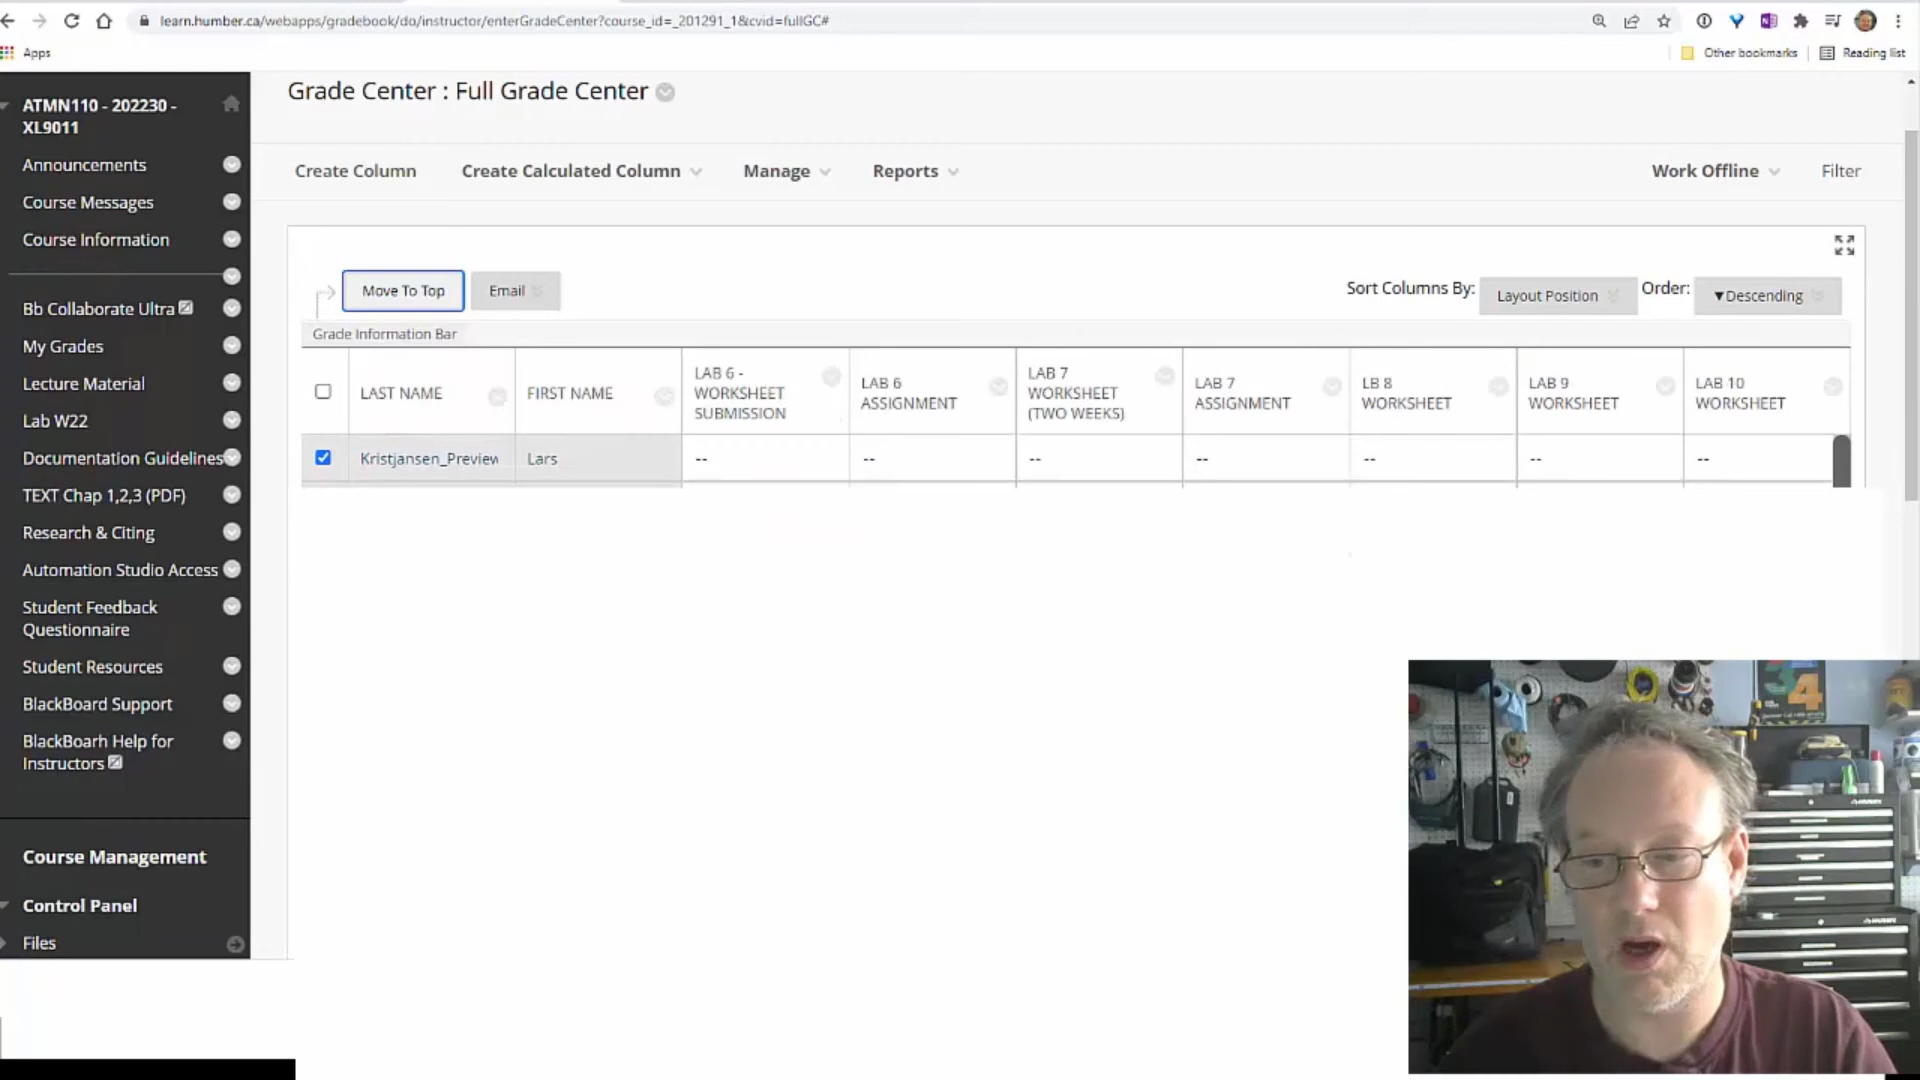 learn.humber.ca/webapps/gradebook/do/instructor/enterGradeCenter?course_id=_201291_1&cvid=fullGC#
Apps
Other bookmarks
Reading list
ATMN110 - 202230 -
XL9011
Announcements
Course Messages
Course Information
Bb Collaborate Ultra
My Grades
Lecture Material
Lab W22
Documentation Guidelines
TEXT Chap 1,2,3 (PDF)
Research & Citing
Automation Studio Access
Student Feedback
Questionnaire
Student Resources
BlackBoard Support
BlackBoarh Help for
Instructors
Course Management
Control Panel
Files
Grade Center : Full Grade Center
Create Column
Create Calculated Column
Manage
Reports
Work Offline
Filter
Move To Top
Email
Sort Columns By:
Layout Position
Order:
▼Descending
Grade Information Bar
LAST NAME
FIRST NAME
LAB 6 -
WORKSHEET
SUBMISSION
LAB 6
ASSIGNMENT
LAB 7
WORKSHEET
(TWO WEEKS)
LAB 7
ASSIGNMENT
LB 8
WORKSHEET
LAB 9
WORKSHEET
LAB 10
WORKSHEET
Kristjansen_Preview
Lars
--
--
--
--
--
--
--
34